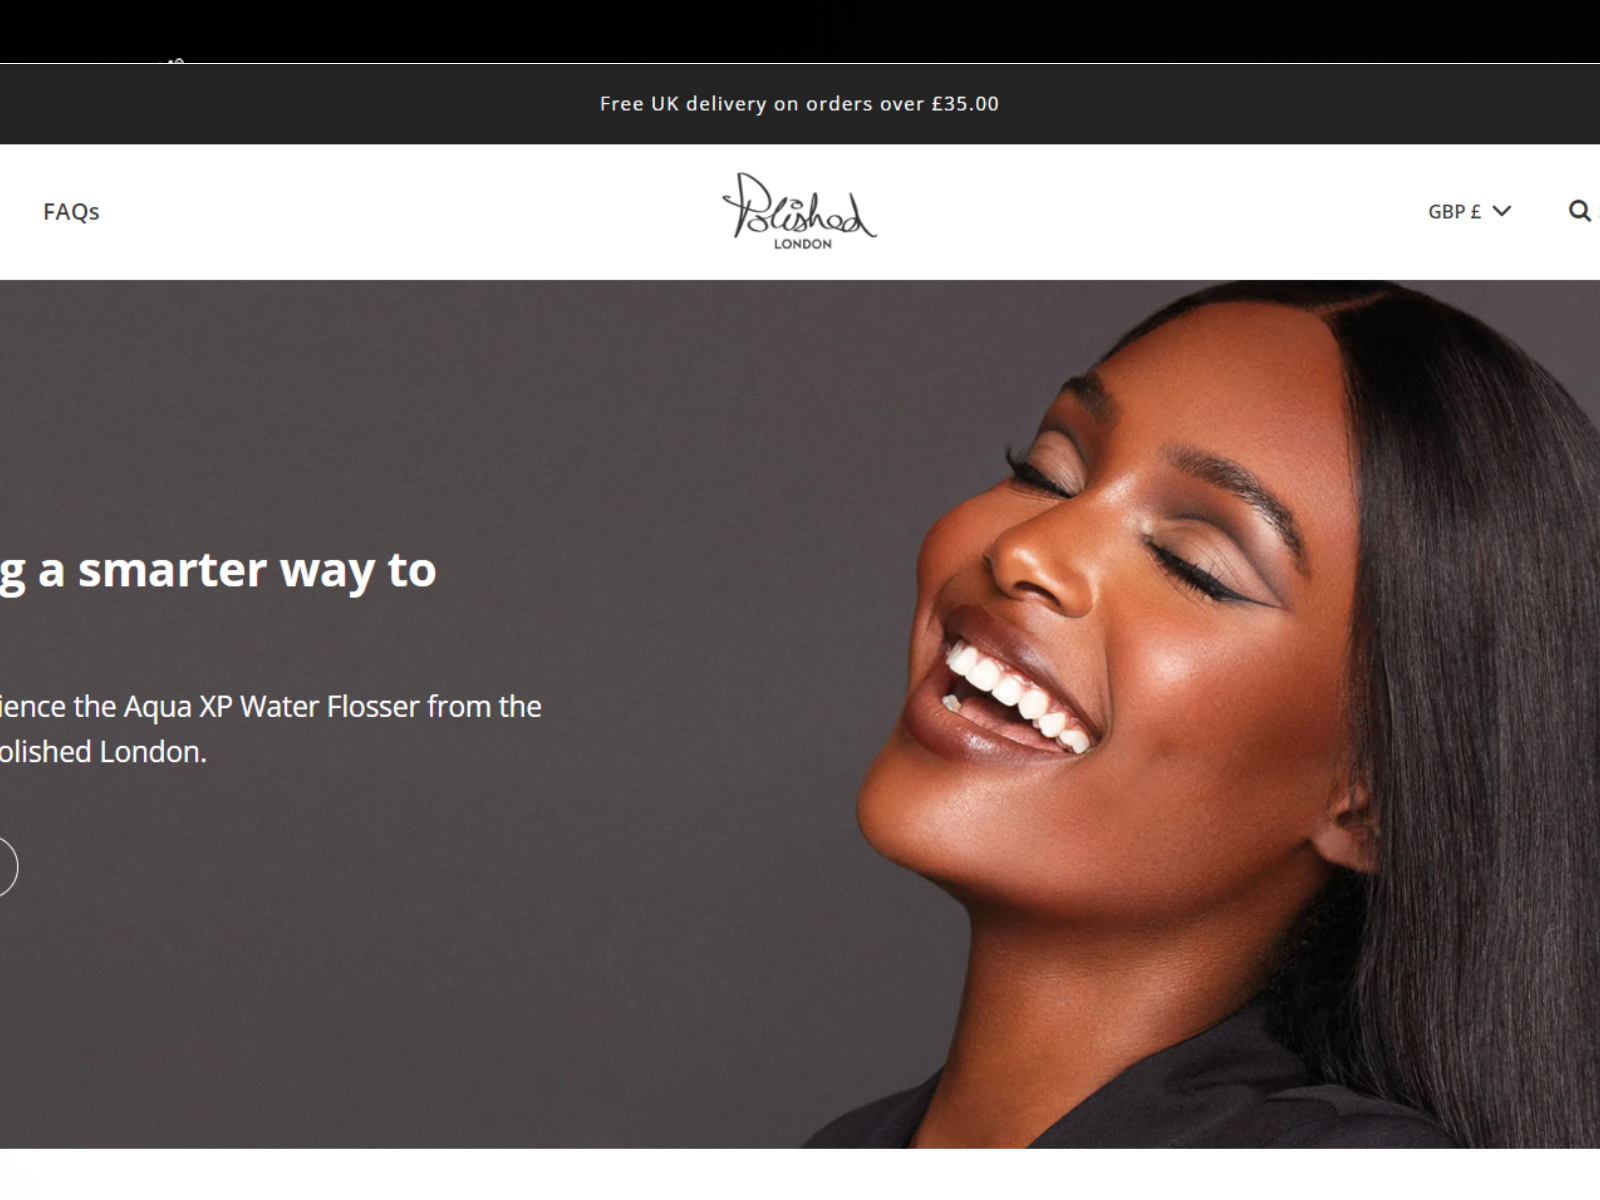 Free UK delivery on orders over £35.00
FAQs
Polished
LONDON
GBP £
g a smarter way to
ience the Aqua XP Water Flosser from the
olished London.